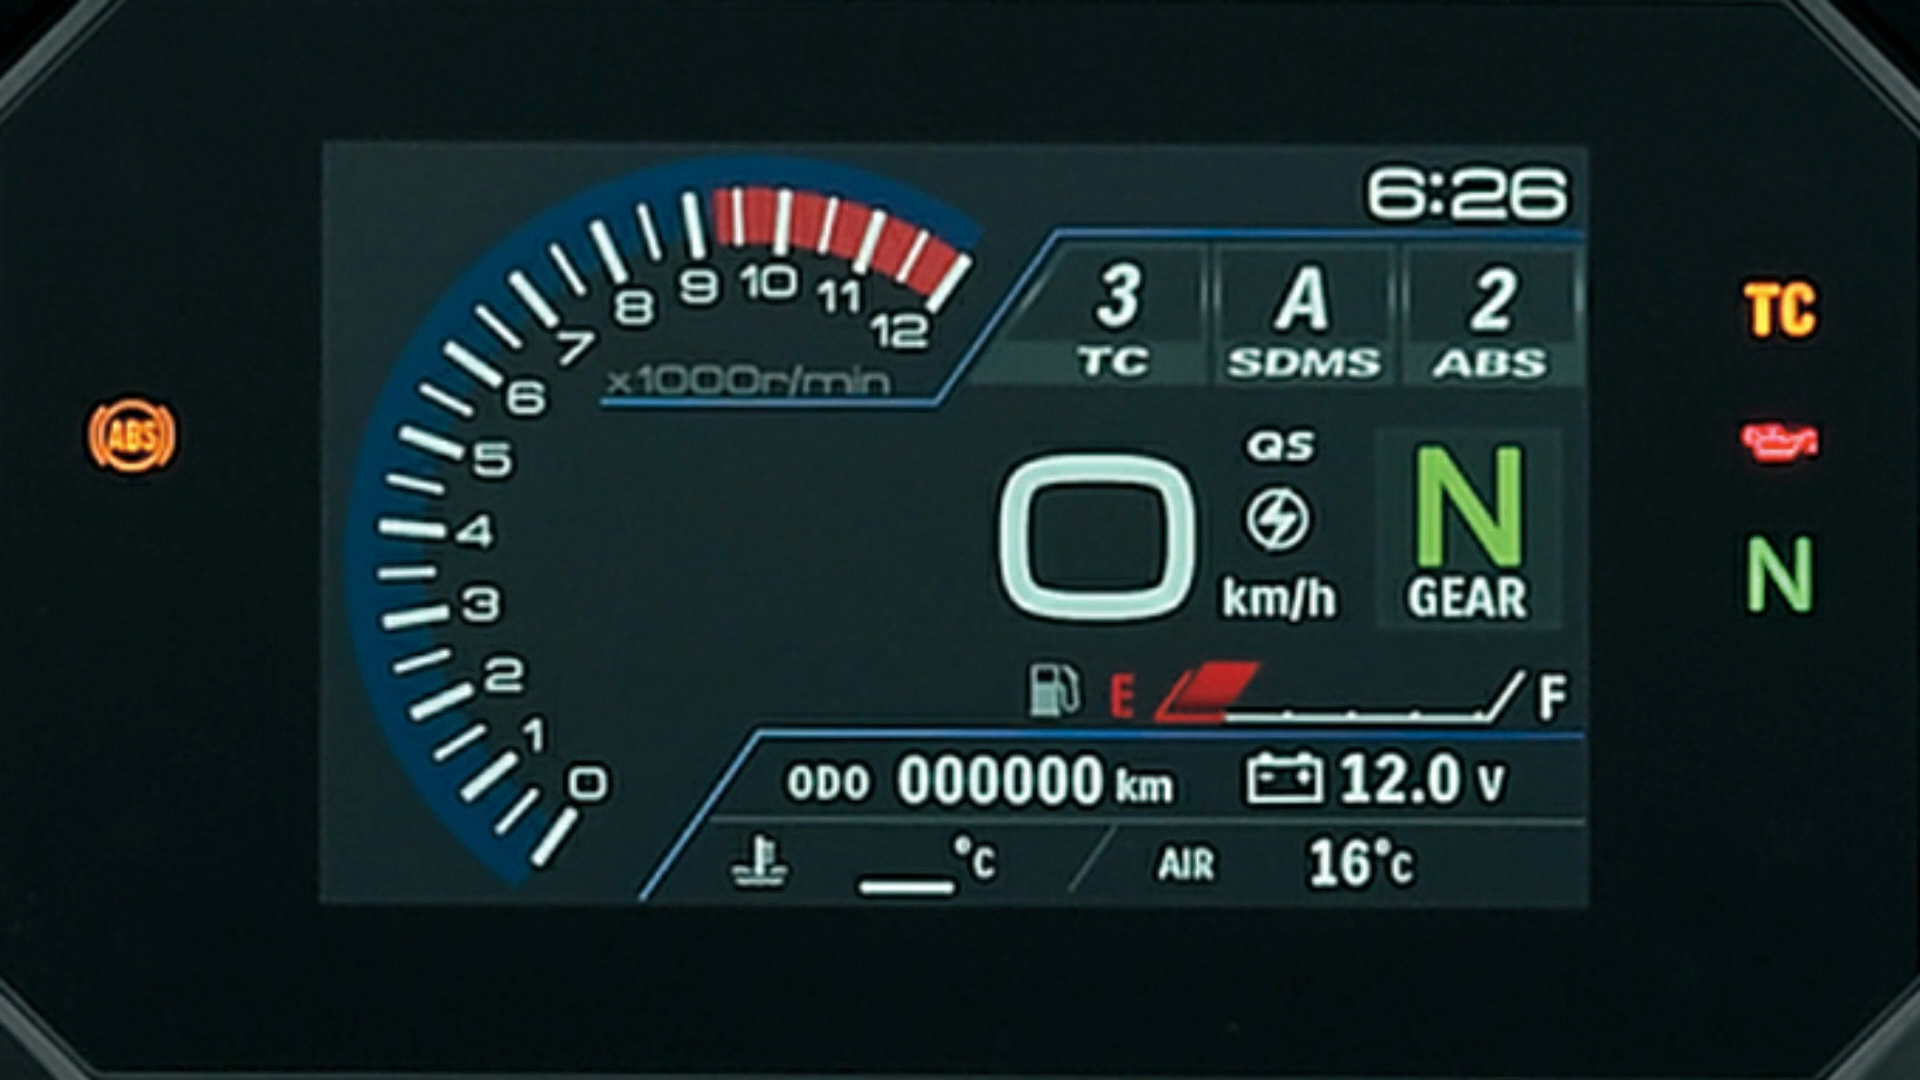 6:26
9 10 11
8 12
7
6
5
4
3
2
1
0
x1000r/min
3 A 2
TC SDMS ABS
QS
0 N
km/h GEAR
E F
ODO 000000 km 12.0 V
°C AIR 16°C
ABS
TC
N